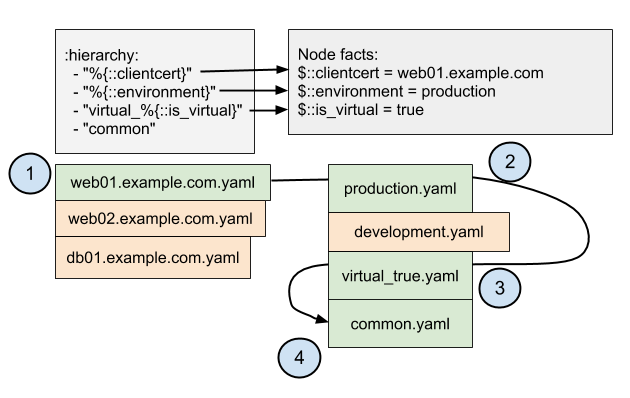 :hierarchy:
- "%{::clientcert}"
- "%{::environment}"
- "virtual_%{::is_virtual}"
- "common"
Node facts:
$::clientcert = web01.example.com
$::environment = production
$::is_virtual = true
1
web01.example.com.yaml
web02.example.com.yaml
db01.example.com.yaml
2
production.yaml
development.yaml
virtual_true.yaml
3
common.yaml
4